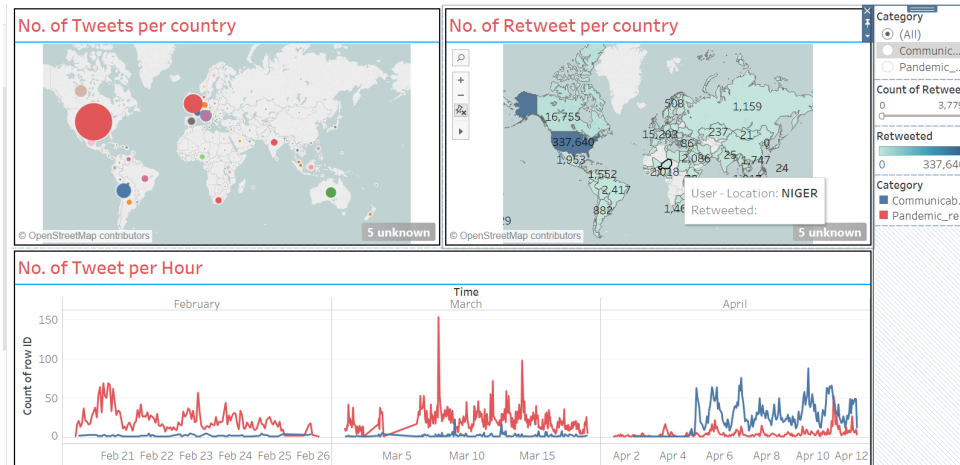 No. of Tweets per country
© OpenStreetMap contributors
5 unknown
No. of Retweet per country
508
1,159
16,755
15,203
237
21
337,640
86
0
1,953
2,086
25
1,747
2,018
24
1,552
2,417
882
User - Location: NIGER
Retweeted:
© OpenStreetMap contributors
5 unknown
Category
(All)
Communic...
Pandemic_...
Count of Retwee
0
3,779
Retweeted
0
337,640
Category
Communicab.
Pandemic_re
No. of Tweet per Hour
Time
February
March
April
Count of row ID
150
100
50
0
Feb 21 Feb 22 Feb 23 Feb 24 Feb 25 Feb 26
Mar 5 Mar 10 Mar 15
Apr 2 Apr 4 Apr 6 Apr 8 Apr 10 Apr 12